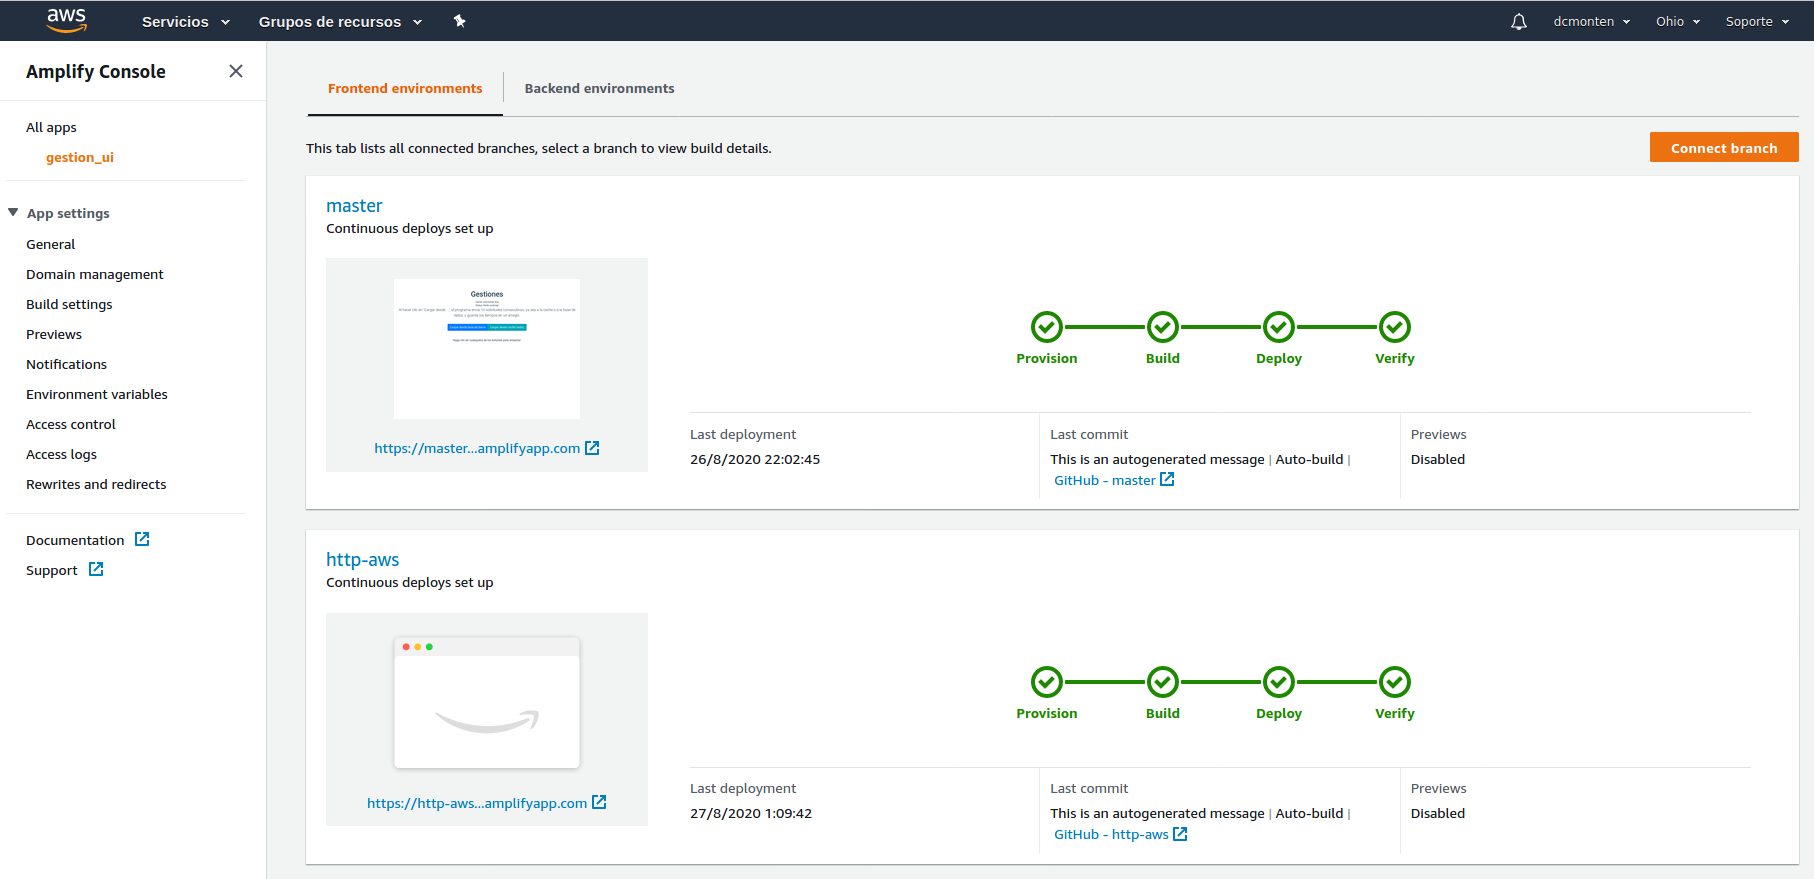 aws Servicios Grupos de recursos dcmonten Ohio Soporte
Amplify Console
All apps
gestion_ui
App settings
General
Domain management
Build settings
Previews
Notifications
Environment variables
Access control
Access logs
Rewrites and redirects
Documentation
Support
Frontend environments Backend environments
This tab lists all connected branches, select a branch to view build details. Connect branch
master
Continuous deploys set up
Gestiones
https://master...amplifyapp.com
Provision Build Deploy Verify
Last deployment Last commit Previews
26/8/2020 22:02:45 This is an autogenerated message | Auto-build | Disabled
GitHub - master
http-aws
Continuous deploys set up
https://http-aws...amplifyapp.com
Provision Build Deploy Verify
Last deployment Last commit Previews
27/8/2020 1:09:42 This is an autogenerated message | Auto-build | Disabled
GitHub - http-aws